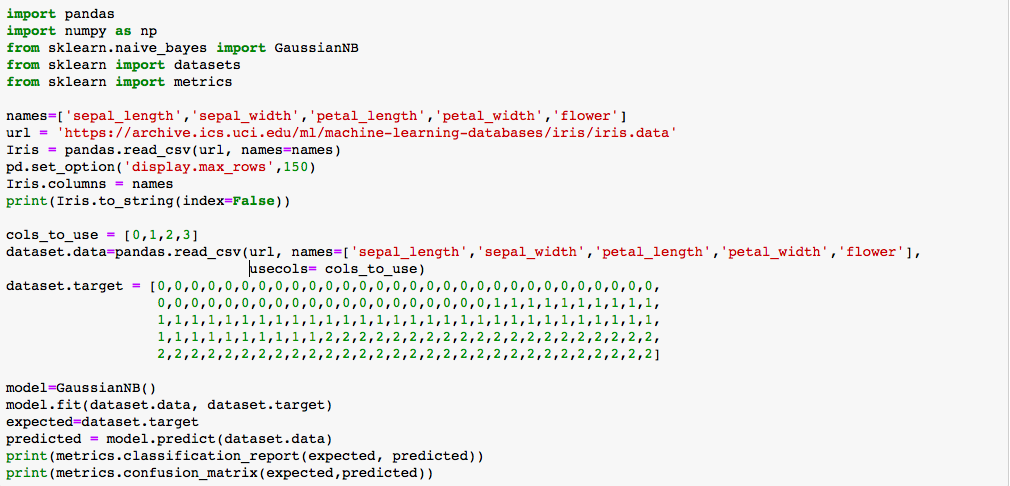 import pandas
import numpy as np
from sklearn.naive_bayes import GaussianNB
from sklearn import datasets
from sklearn import metrics
names=['sepal_length','sepal_width','petal_length','petal_width','flower']
url = 'https://archive.ics.uci.edu/ml/machine-learning-databases/iris/iris.data'
Iris = pandas.read_csv(url, names=names)
pd.set_option('display.max_rows',150)
Iris.columns = names
print(Iris.to_string(index=False))
cols_to_use = [0,1,2,3]
dataset.data=pandas.read_csv(url, names=['sepal_length','sepal_width','petal_length','petal_width','flower'],
usecols= cols_to_use)
dataset.target = [0,0,0,0,0,0,0,0,0,0,0,0,0,0,0,0,0,0,0,0,0,0,0,0,0,0,0,0,0,0,
0,0,0,0,0,0,0,0,0,0,0,0,0,0,0,0,0,0,0,0,1,1,1,1,1,1,1,1,1,1,
1,1,1,1,1,1,1,1,1,1,1,1,1,1,1,1,1,1,1,1,1,1,1,1,1,1,1,1,1,1,
1,1,1,1,1,1,1,1,1,1,2,2,2,2,2,2,2,2,2,2,2,2,2,2,2,2,2,2,2,2,
2,2,2,2,2,2,2,2,2,2,2,2,2,2,2,2,2,2,2,2,2,2,2,2,2,2,2,2,2,2]
model=GaussianNB()
model.fit(dataset.data, dataset.target)
expected=dataset.target
predicted = model.predict(dataset.data)
print(metrics.classification_report(expected, predicted))
print(metrics.confusion_matrix(expected,predicted))